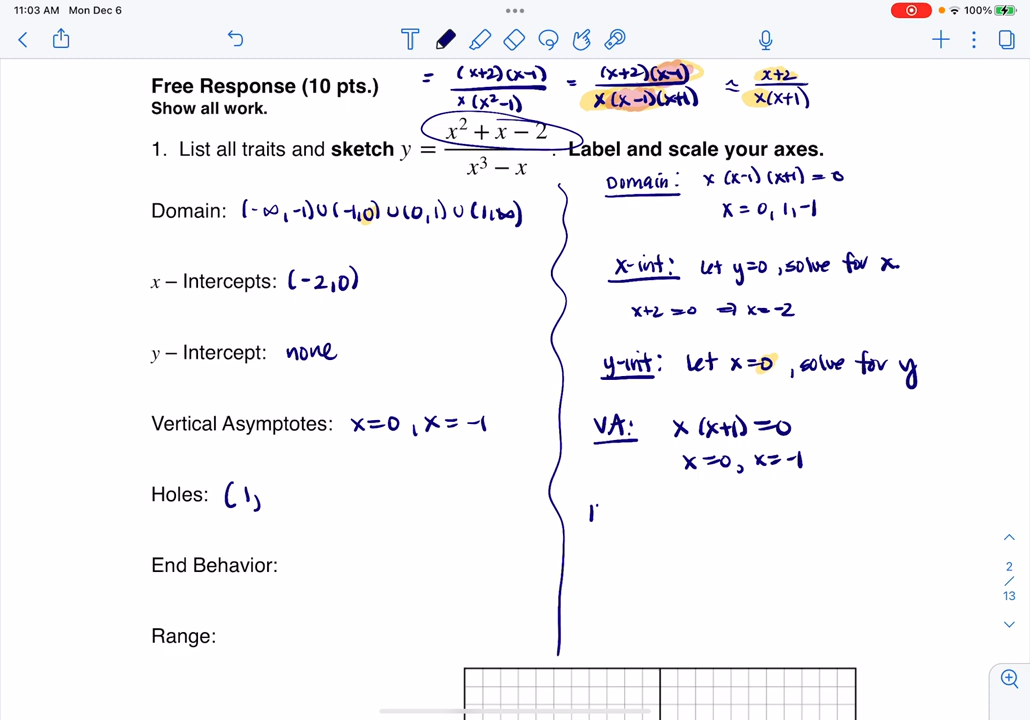 11:03 AM Mon Dec 6
100%
Free Response (10 pts.)
Show all work.
= (x+2)(x-1) / x(x²-1) = (x+2)(x-1) / x(x-1)(x+1) ≈ x+2 / x(x+1)
1. List all traits and sketch y = x² + x − 2 / x³ − x . Label and scale your axes.
Domain: (-∞,-1)∪(-1,0)∪(0,1)∪(1,∞)
x – Intercepts: (-2,0)
y – Intercept: none
Vertical Asymptotes: x=0, x=-1
Holes: (1,
End Behavior:
Range:
Domain: x(x-1)(x+1)=0
x=0,1,-1
x-int: Let y=0, solve for x.
x+2=0 ⇒ x=-2
y-int: Let x=0, solve for y
VA: x(x+1)=0
x=0, x=-1
2
/
13